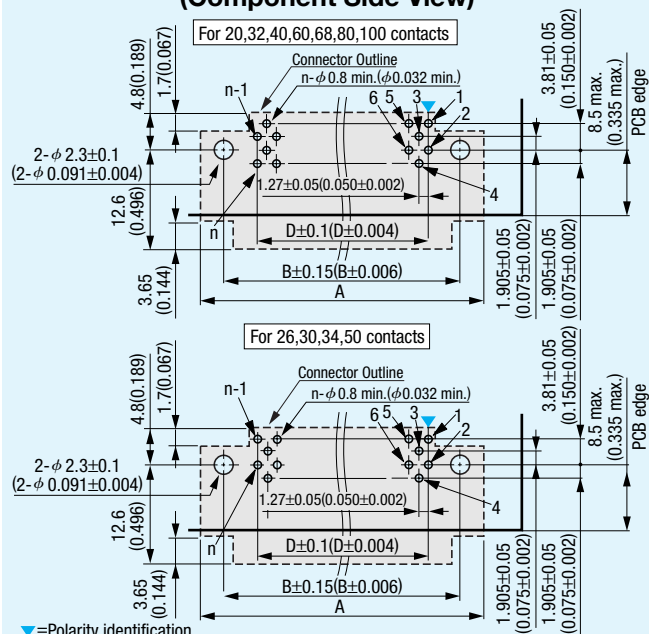 (Component Side View)
For 20,32,40,60,68,80,100 contacts
Connector Outline
n-ϕ0.8 min.(ϕ0.032 min.)
n-1
6
5
3
1
2
4
n
4.8(0.189)
1.7(0.067)
2-ϕ 2.3±0.1
(2-ϕ 0.091±0.004)
12.6
(0.496)
3.65
(0.144)
1.27±0.05(0.050±0.002)
D±0.1(D±0.004)
B±0.15(B±0.006)
A
3.81±0.05
(0.150±0.002)
8.5 max.
(0.335 max.)
PCB edge
1.905±0.05
(0.075±0.002)
1.905±0.05
(0.075±0.002)
For 26,30,34,50 contacts
Connector Outline
n-ϕ0.8 min.(ϕ0.032 min.)
n-1
6
5
3
1
2
4
n
4.8(0.189)
1.7(0.067)
2-ϕ 2.3±0.1
(2-ϕ 0.091±0.004)
12.6
(0.496)
3.65
(0.144)
1.27±0.05(0.050±0.002)
D±0.1(D±0.004)
B±0.15(B±0.006)
A
3.81±0.05
(0.150±0.002)
8.5 max.
(0.335 max.)
PCB edge
1.905±0.05
(0.075±0.002)
1.905±0.05
(0.075±0.002)
▼=Polarity identification